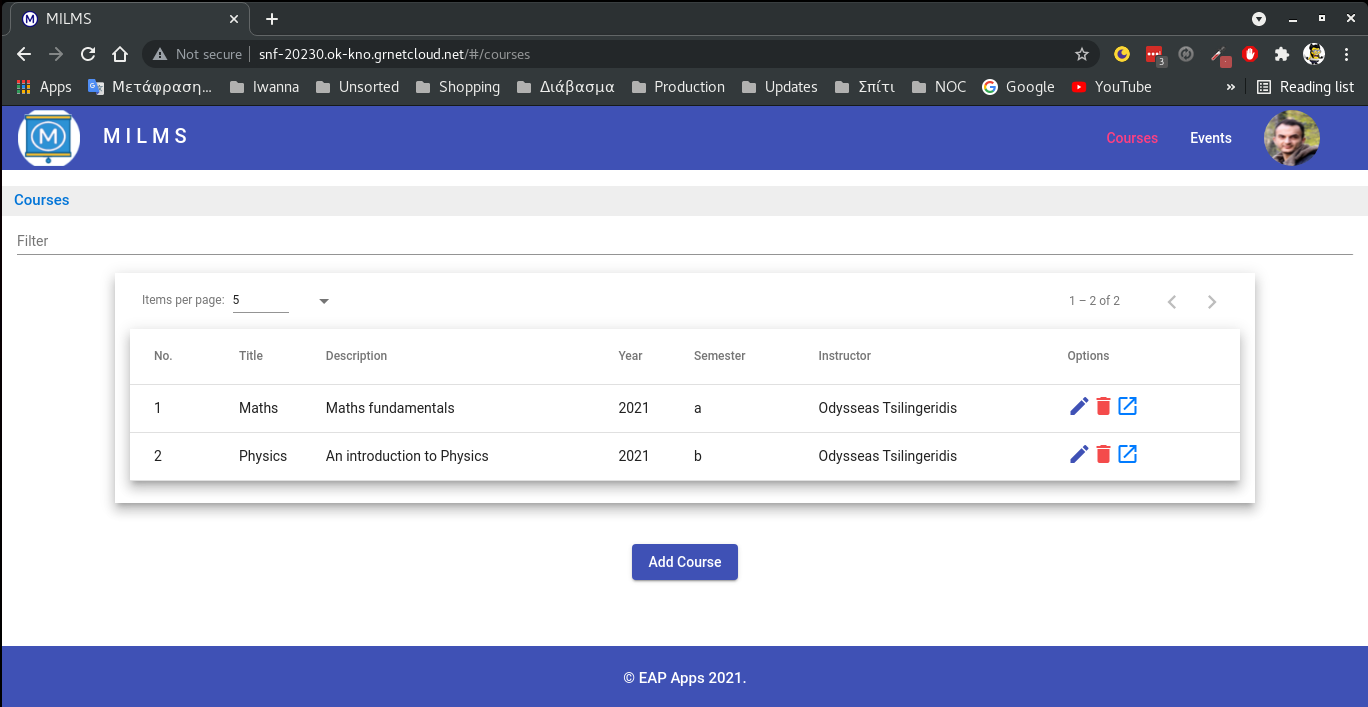 MILMS
Not secure snf-20230.ok-kno.grnetcloud.net/#/courses
3
Apps Μετάφραση... Iwanna Unsorted Shopping Διάβασμα Production Updates Σπίτι NOC Google YouTube » Reading list
M MILMS Courses Events
Courses
Filter
Items per page: 5 1 – 2 of 2
No. Title Description Year Semester Instructor Options
1 Maths Maths fundamentals 2021 a Odysseas Tsilingeridis
2 Physics An introduction to Physics 2021 b Odysseas Tsilingeridis
Add Course
© EAP Apps 2021.